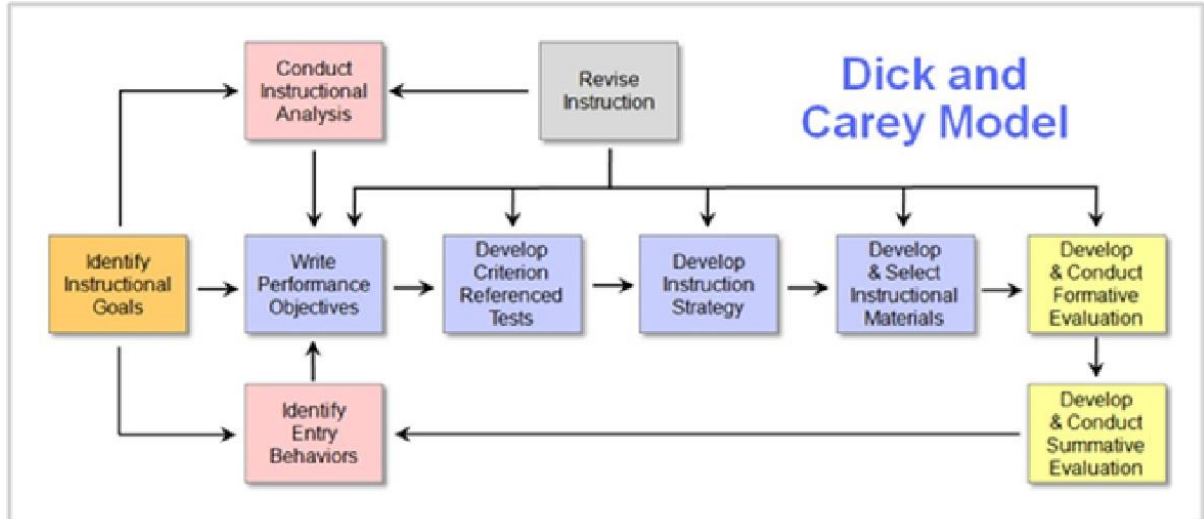 Conduct
Instructional
Analysis
Revise
Instruction
Dick and
Carey Model
Identify
Instructional
Goals
Write
Performance
Objectives
Develop
Criterion
Referenced
Tests
Develop
Instruction
Strategy
Develop
& Select
Instructional
Materials
Develop
& Conduct
Formative
Evaluation
Identify
Entry
Behaviors
Develop
& Conduct
Summative
Evaluation